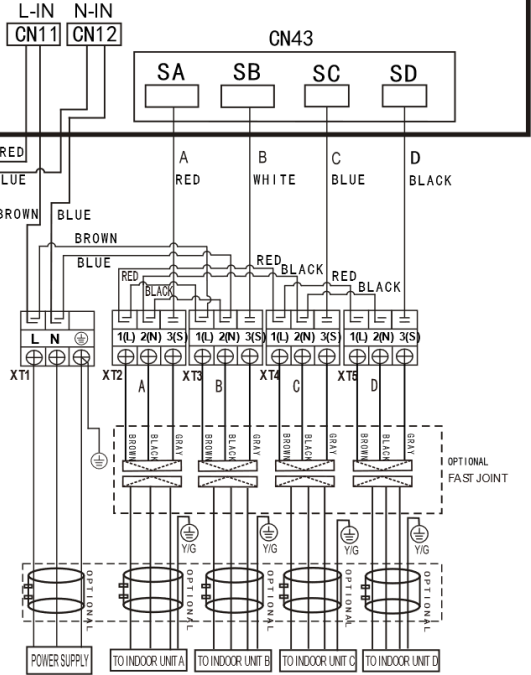 L-IN N-IN
CN11 CN12
CN43
SA SB SC SD
RED
A B C D
LUE
RED WHITE BLUE BLACK
BROWN BLUE
BROWN
BLUE
RED BLACK
RED RED BLACK
BLACK
L N
1(L) 2(N) 3(S) 1(L) 2(N) 3(S) 1(L) 2(N) 3(S) 1(L) 2(N) 3(S)
XT1 XT2 XT3 XT4 XT5
A B C D
BROWN BLACK GRAY BROWN BLACK GRAY BROWN BLACK GRAY BROWN BLACK GRAY
OPTIONAL
FAST JOINT
Y/G Y/G Y/G Y/G
OPTIONAL OPTIONAL OPTIONAL OPTIONAL OPTIONAL
POWER SUPPLY TO INDOOR UNIT A TO INDOOR UNIT B TO INDOOR UNIT C TO INDOOR UNIT D